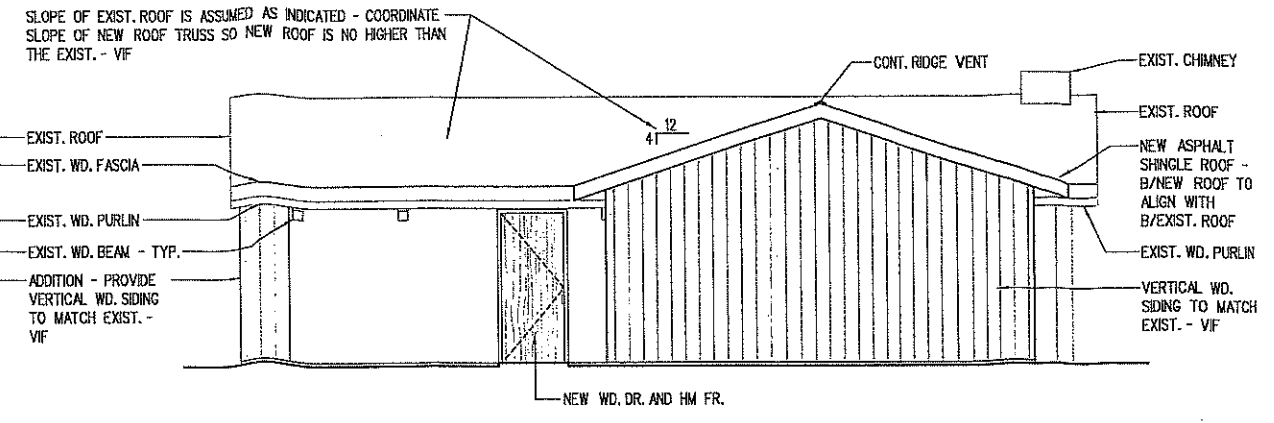 SLOPE OF EXIST. ROOF IS ASSUMED AS INDICATED - COORDINATE
SLOPE OF NEW ROOF TRUSS SO NEW ROOF IS NO HIGHER THAN
THE EXIST. - VIF
CONT. RIDGE VENT
EXIST. CHIMNEY
EXIST. ROOF
EXIST. WD. FASCIA
EXIST. WD. PURLIN
EXIST. WD. BEAM - TYP.
ADDITION - PROVIDE
VERTICAL WD. SIDING
TO MATCH EXIST. -
VIF
12
4
EXIST. ROOF
NEW ASPHALT
SHINGLE ROOF -
B/NEW ROOF TO
ALIGN WITH
B/EXIST. ROOF
EXIST. WD. PURLIN
VERTICAL WD.
SIDING TO MATCH
EXIST. - VIF
NEW WD. DR. AND HM FR.